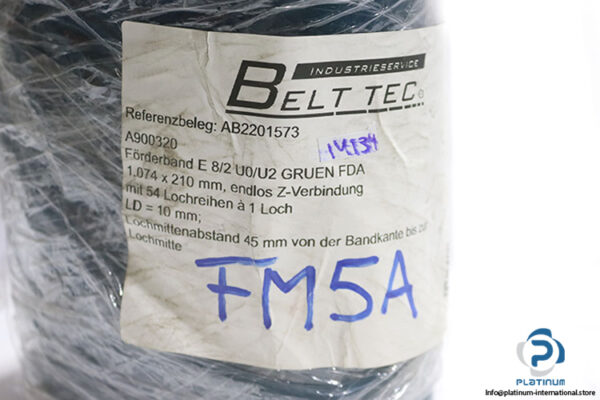 INDUSTRIESERVICE
BELT TEC
Referenzbeleg: AB2201573
A900320
Förderband E 8/2 U0/U2 GRUEN FDA
1.074 x 210 mm, endlos Z-Verbindung
mit 54 Lochreihen à 1 Loch
LD = 10 mm;
Lochmittenabstand 45 mm von der Bandkante bis zur
Lochmitte
FM5A
PLATINUM
Info@platinum-international.store